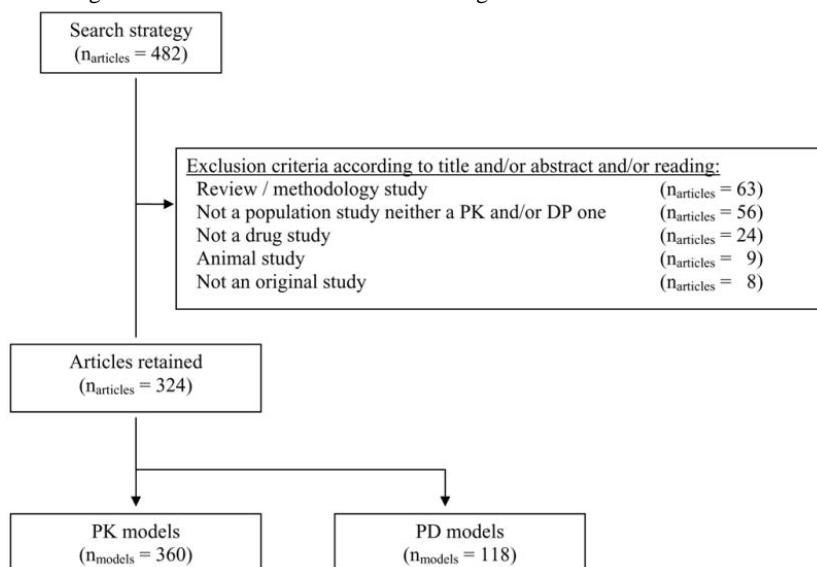 Search strategy
(narticles = 482)
Exclusion criteria according to title and/or abstract and/or reading:
Review / methodology study (narticles = 63)
Not a population study neither a PK and/or DP one (narticles = 56)
Not a drug study (narticles = 24)
Animal study (narticles = 9)
Not an original study (narticles = 8)
Articles retained
(narticles = 324)
PK models
(nmodels = 360)
PD models
(nmodels = 118)